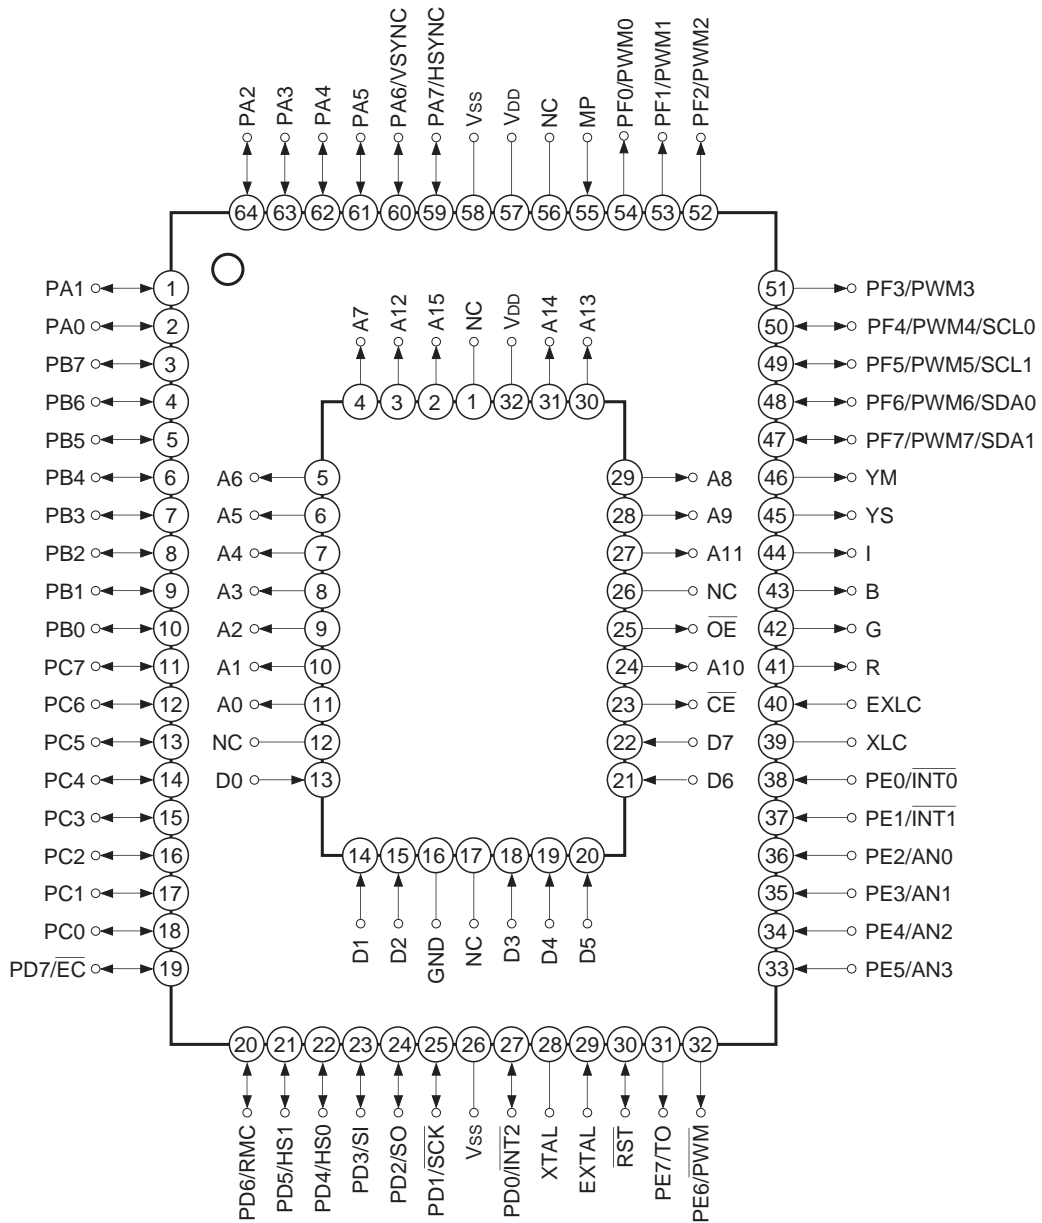 PA2
PA3
PA4
PA5
PA6/VSYNC
PA7/HSYNC
VSS
VDD
NC
MP
PF0/PWM0
PF1/PWM1
PF2/PWM2
64
63
62
61
60
59
58
57
56
55
54
53
52
PA1 1
PA0 2
PB7 3
PB6 4
PB5 5
PB4 6
PB3 7
PB2 8
PB1 9
PB0 10
PC7 11
PC6 12
PC5 13
PC4 14
PC3 15
PC2 16
PC1 17
PC0 18
PD7/EC 19
A7
A12
A15
NC
VDD
A14
A13
4
3
2
1
32
31
30
A6 5
A5 6
A4 7
A3 8
A2 9
A1 10
A0 11
NC 12
D0 13
29 A8
28 A9
27 A11
26 NC
25 OE
24 A10
23 CE
22 D7
21 D6
14
15
16
17
18
19
20
D1
D2
GND
NC
D3
D4
D5
51 PF3/PWM3
50 PF4/PWM4/SCL0
49 PF5/PWM5/SCL1
48 PF6/PWM6/SDA0
47 PF7/PWM7/SDA1
46 YM
45 YS
44 I
43 B
42 G
41 R
40 EXLC
39 XLC
38 PE0/INT0
37 PE1/INT1
36 PE2/AN0
35 PE3/AN1
34 PE4/AN2
33 PE5/AN3
20
21
22
23
24
25
26
27
28
29
30
31
32
PD6/RMC
PD5/HS1
PD4/HS0
PD3/SI
PD2/SO
PD1/SCK
VSS
PD0/INT2
XTAL
EXTAL
RST
PE7/TO
PE6/PWM